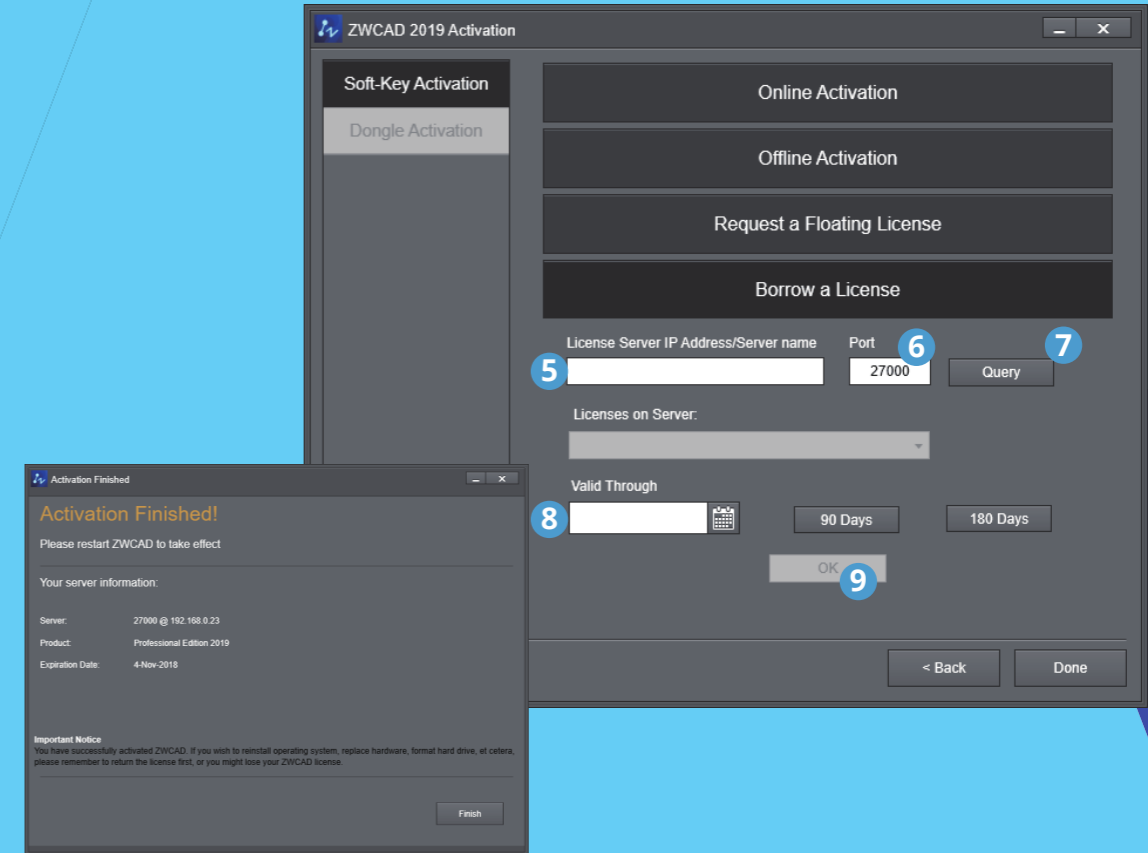 ZWCAD 2019 Activation
Soft-Key Activation
Dongle Activation
Online Activation
Offline Activation
Request a Floating License
Borrow a License
License Server IP Address/Server name
Port
5
6
7
27000
Query
Licenses on Server:
Valid Through
8
90 Days
180 Days
OK
9
< Back
Done
Activation Finished
Activation Finished!
Please restart ZWCAD to take effect
Your server information:
Server: 27000 @ 192.168.0.23
Product: Professional Edition 2019
Expiration Date: 4-Nov-2018
Important Notice
You have successfully activated ZWCAD. If you wish to reinstall operating system, replace hardware, format hard drive, et cetera,
please remember to return the license first, or you might lose your ZWCAD license.
Finish